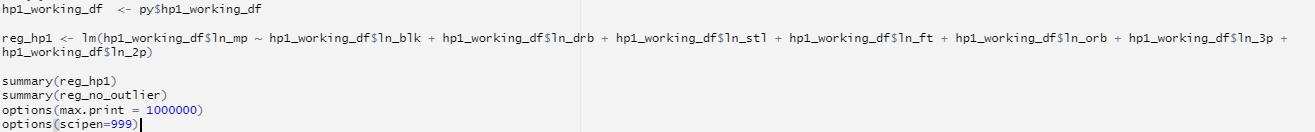 hp1_working_df  <- py$hp1_working_df
reg_hp1 <- lm(hp1_working_df$ln_mp ~ hp1_working_df$ln_blk + hp1_working_df$ln_drb + hp1_working_df$ln_stl + hp1_working_df$ln_ft + hp1_working_df$ln_orb + hp1_working_df$ln_3p +
hp1_working_df$ln_2p)
summary(reg_hp1)
summary(reg_no_outlier)
options(max.print = 1000000)
options(scipen=999)